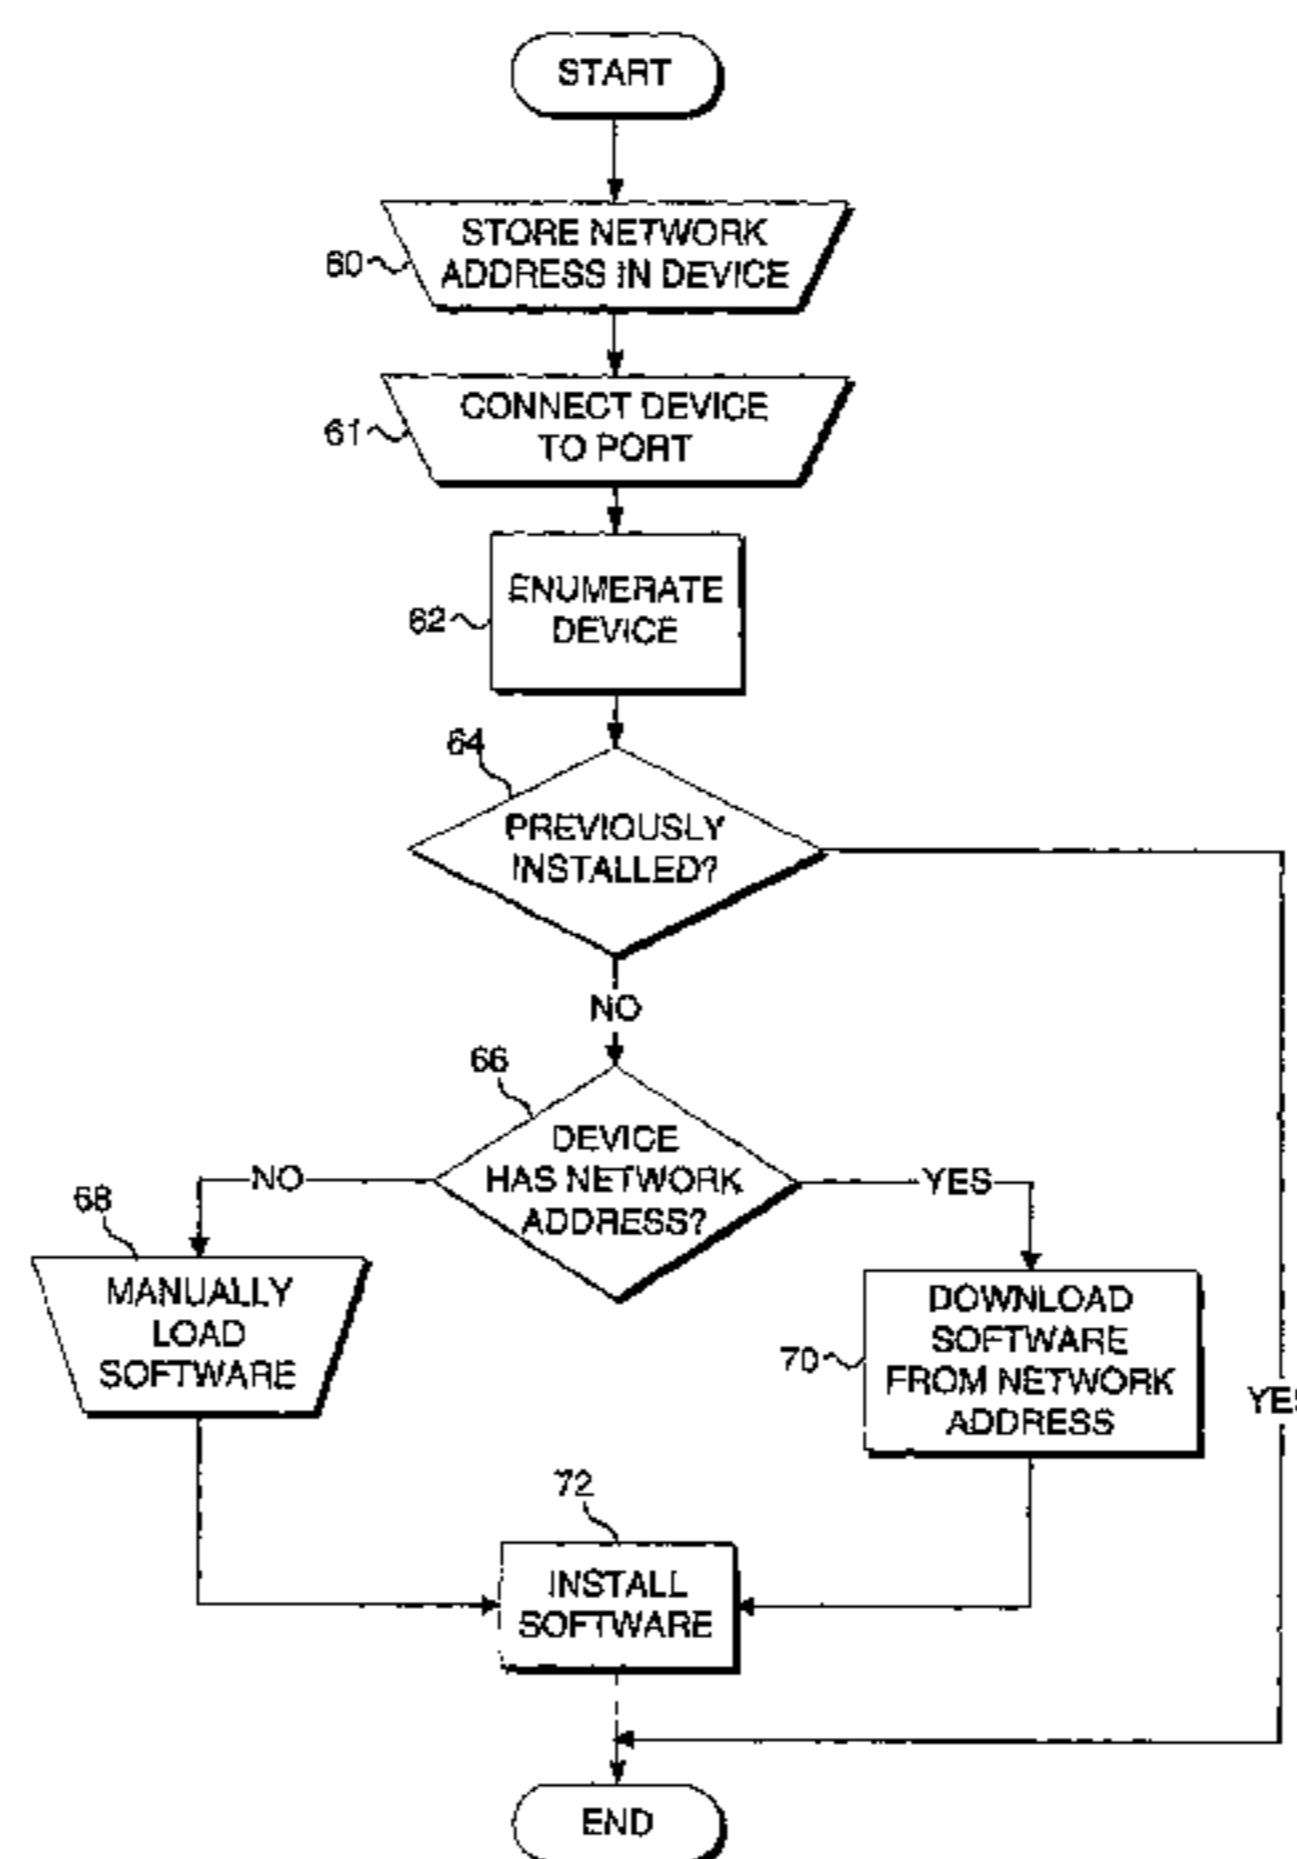 START
STORE NETWORK
ADDRESS IN DEVICE
60
CONNECT DEVICE
TO PORT
61
ENUMERATE
DEVICE
62
64
PREVIOUSLY
INSTALLED?
NO
66
DEVICE
HAS NETWORK
ADDRESS?
NO
YES
68
MANUALLY
LOAD
SOFTWARE
DOWNLOAD
SOFTWARE
FROM NETWORK
ADDRESS
70
YES
72
INSTALL
SOFTWARE
END